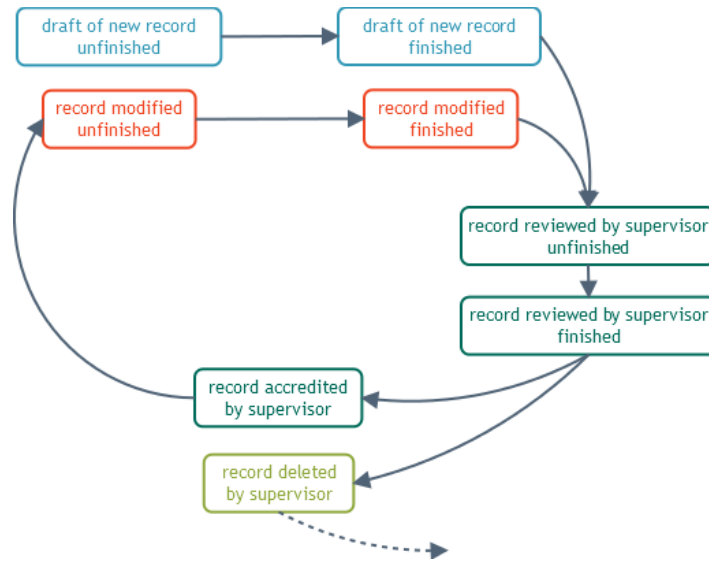 draft of new record
unfinished
draft of new record
finished
record modified
unfinished
record modified
finished
record reviewed by supervisor
unfinished
record reviewed by supervisor
finished
record accredited
by supervisor
record deleted
by supervisor